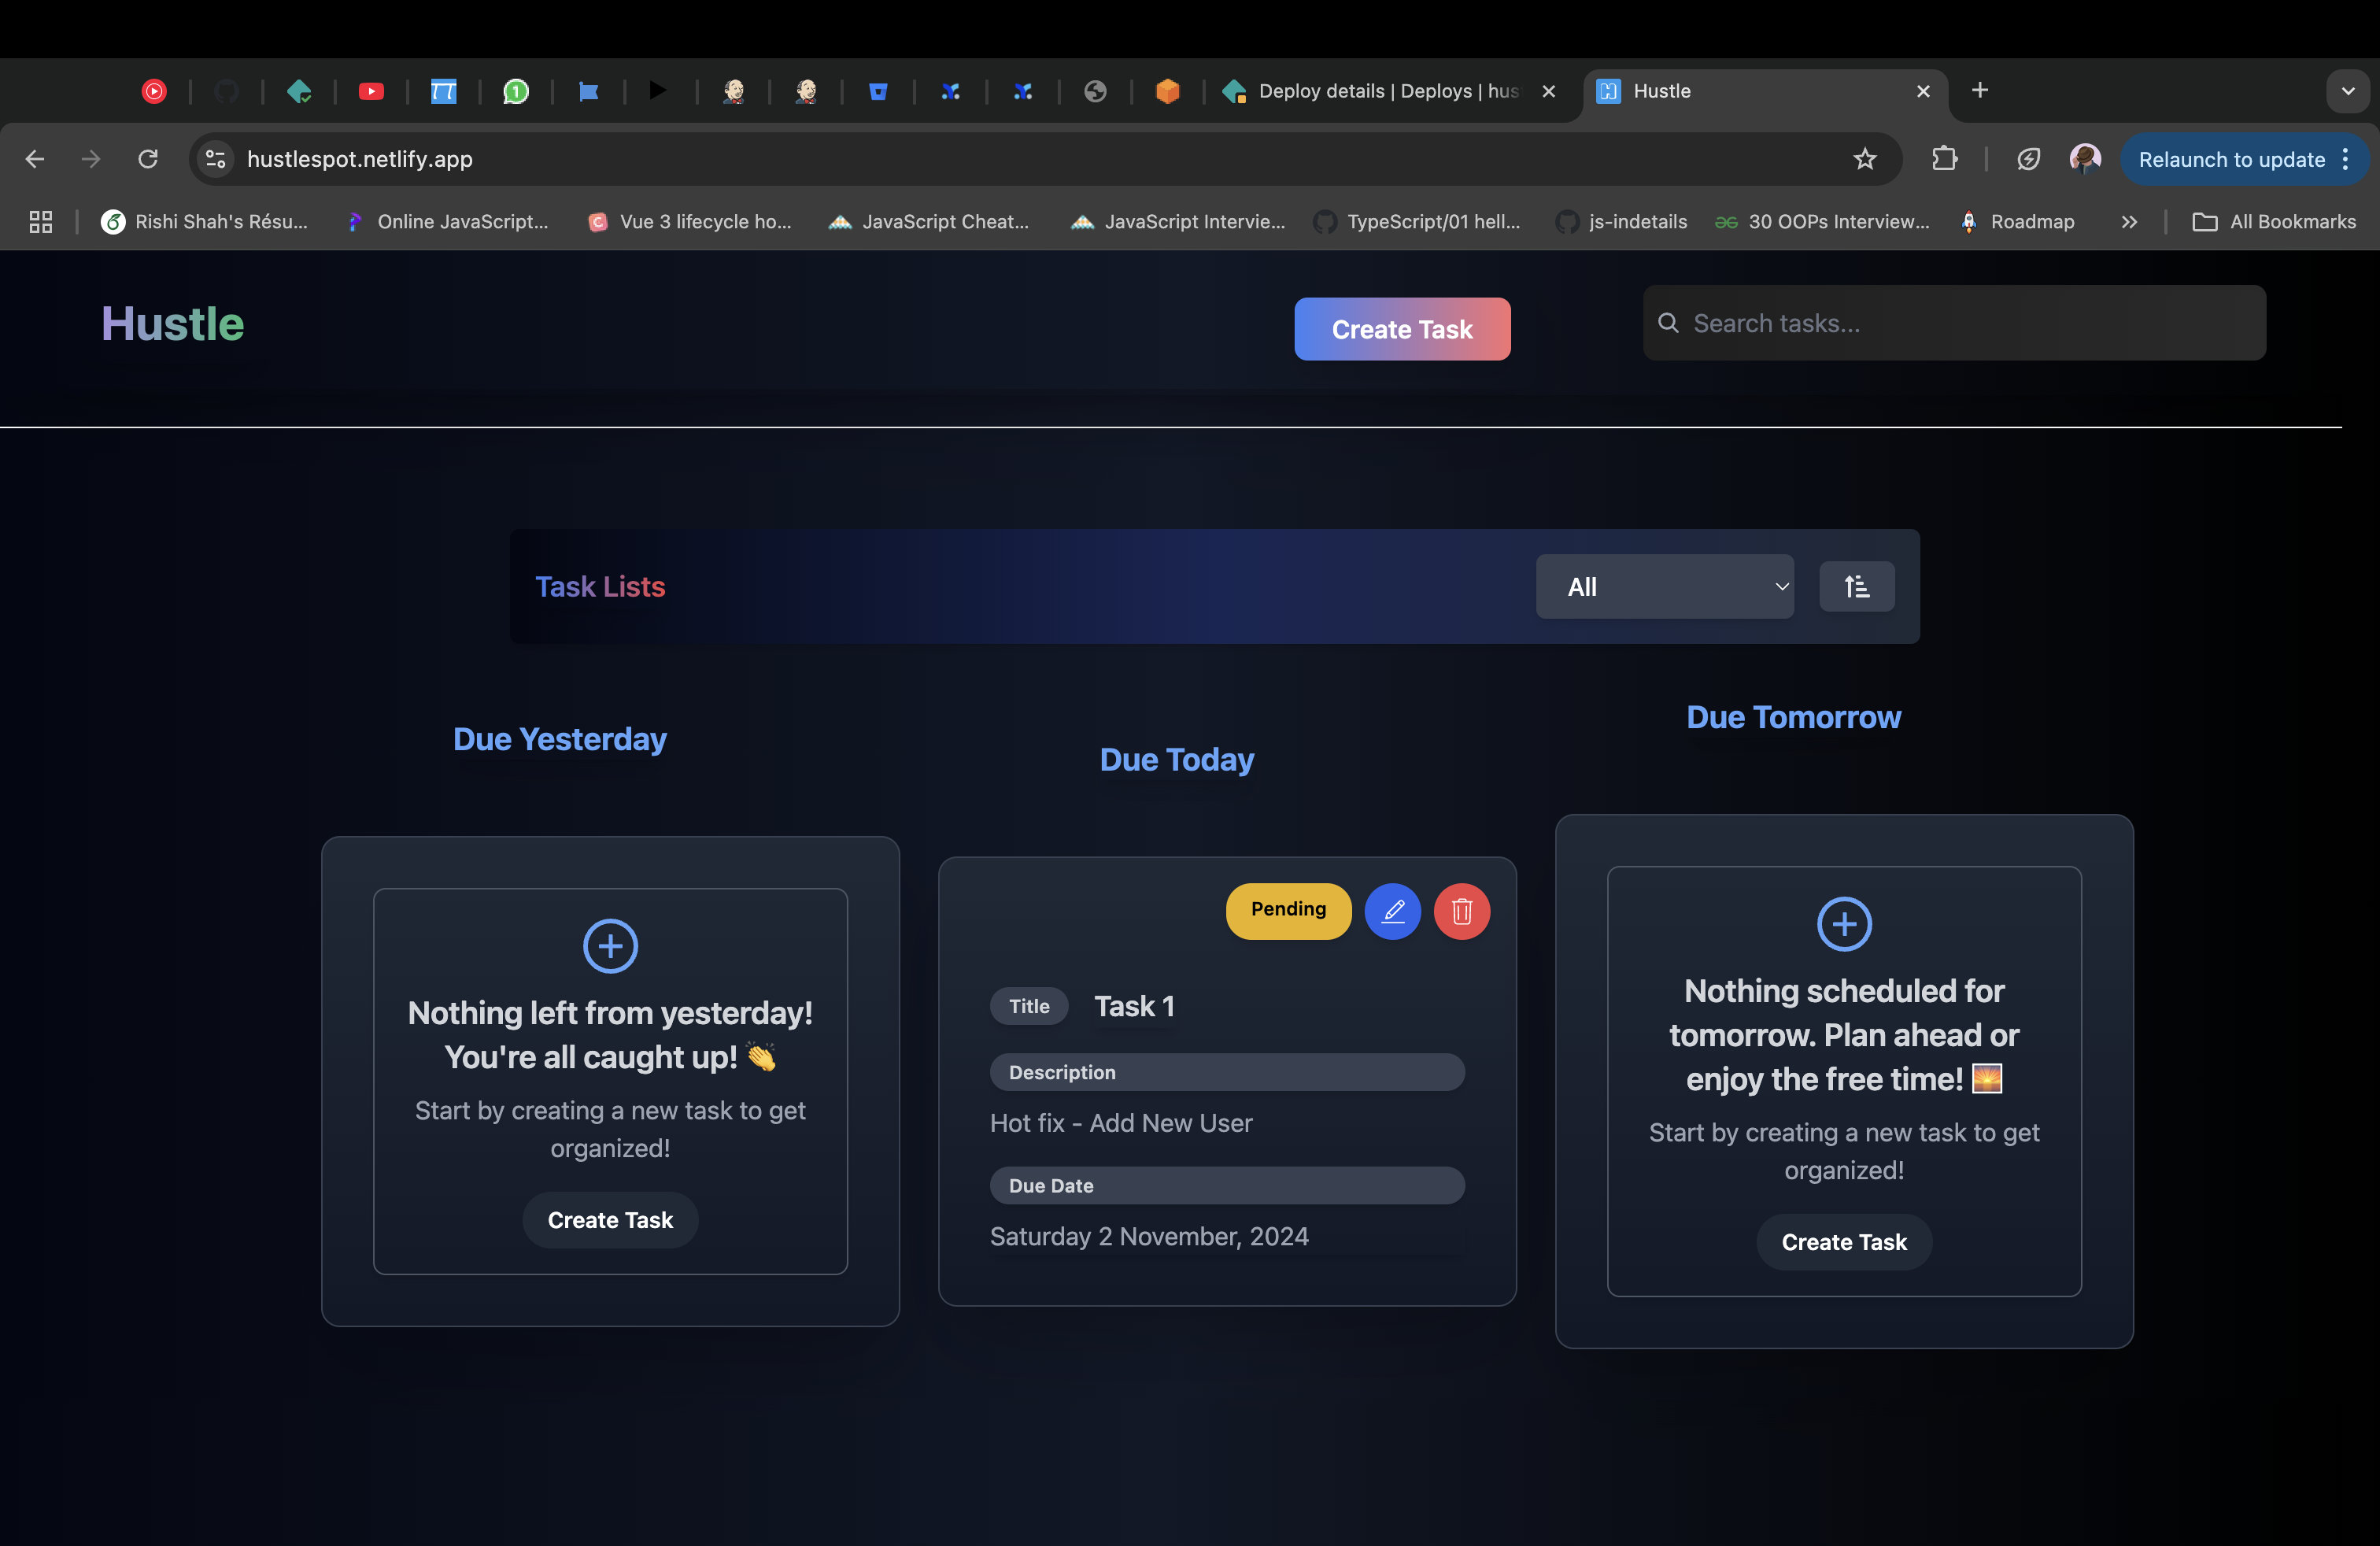 Deploy details | Deploys | hus
Hustle
hustlespot.netlify.app
Relaunch to update
Rishi Shah's Résu...
Online JavaScript...
Vue 3 lifecycle ho...
JavaScript Cheat...
JavaScript Intervie...
TypeScript/01 hell...
js-indetails
30 OOPs Interview...
Roadmap
All Bookmarks
Hustle
Create Task
Search tasks...
Task Lists
All
Due Yesterday
Nothing left from yesterday!
You're all caught up! 👏
Start by creating a new task to get
organized!
Create Task
Due Today
Pending
Title
Task 1
Description
Hot fix - Add New User
Due Date
Saturday 2 November, 2024
Due Tomorrow
Nothing scheduled for
tomorrow. Plan ahead or
enjoy the free time! 🌅
Start by creating a new task to get
organized!
Create Task